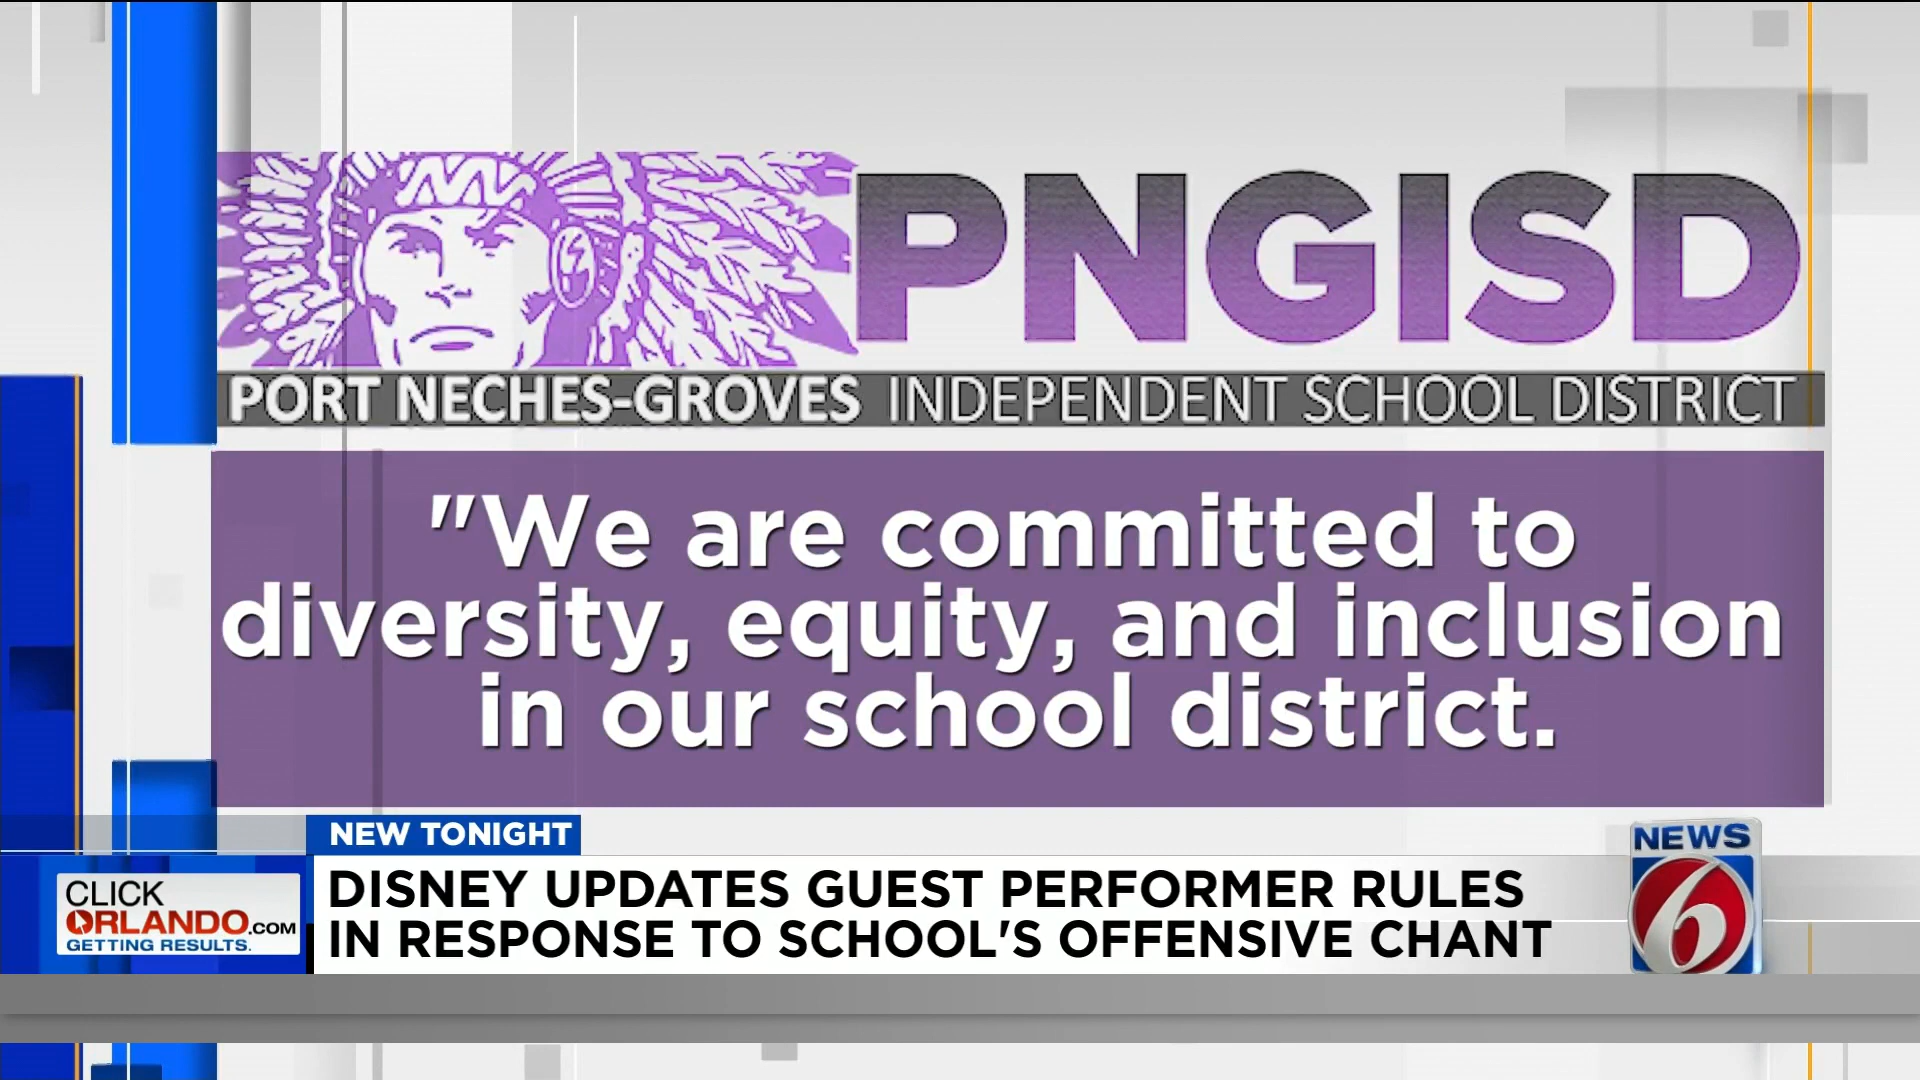 PNGISD
PORT NECHES-GROVES INDEPENDENT SCHOOL DISTRICT
"We are committed to
diversity, equity, and inclusion
in our school district.
NEW TONIGHT
DISNEY UPDATES GUEST PERFORMER RULES
IN RESPONSE TO SCHOOL'S OFFENSIVE CHANT
CLICK
ORLANDO.COM
GETTING RESULTS.
NEWS
6